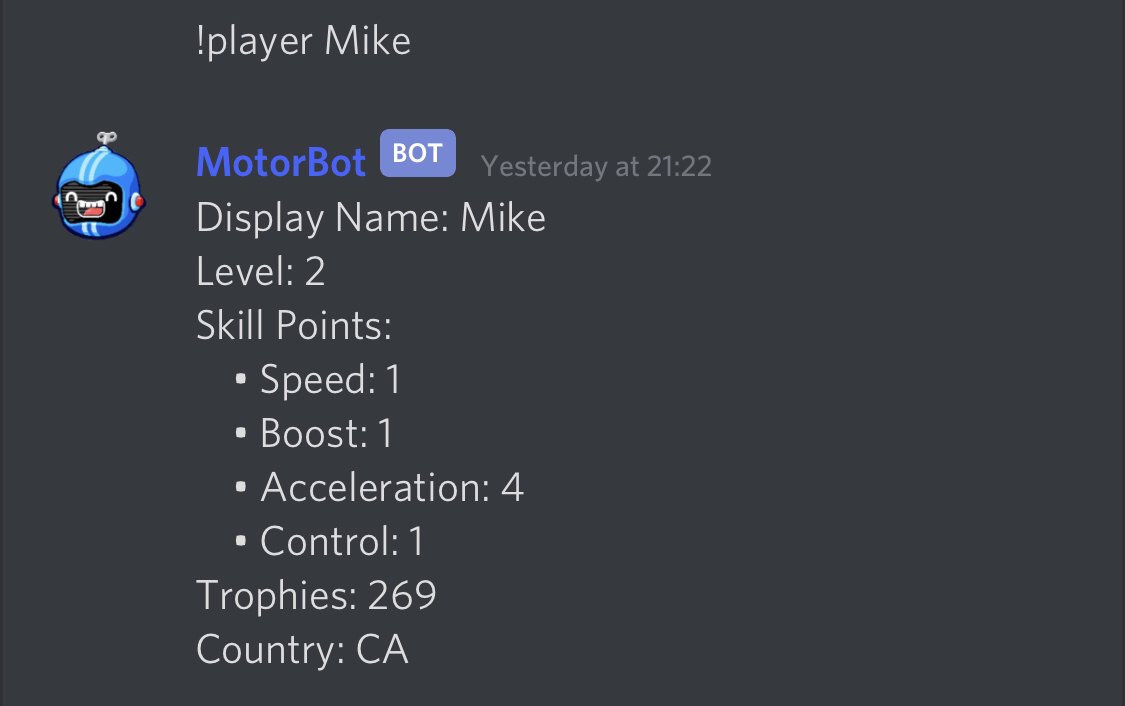 !player Mike
MotorBot BOT Yesterday at 21:22
Display Name: Mike
Level: 2
Skill Points:
• Speed: 1
• Boost: 1
• Acceleration: 4
• Control: 1
Trophies: 269
Country: CA